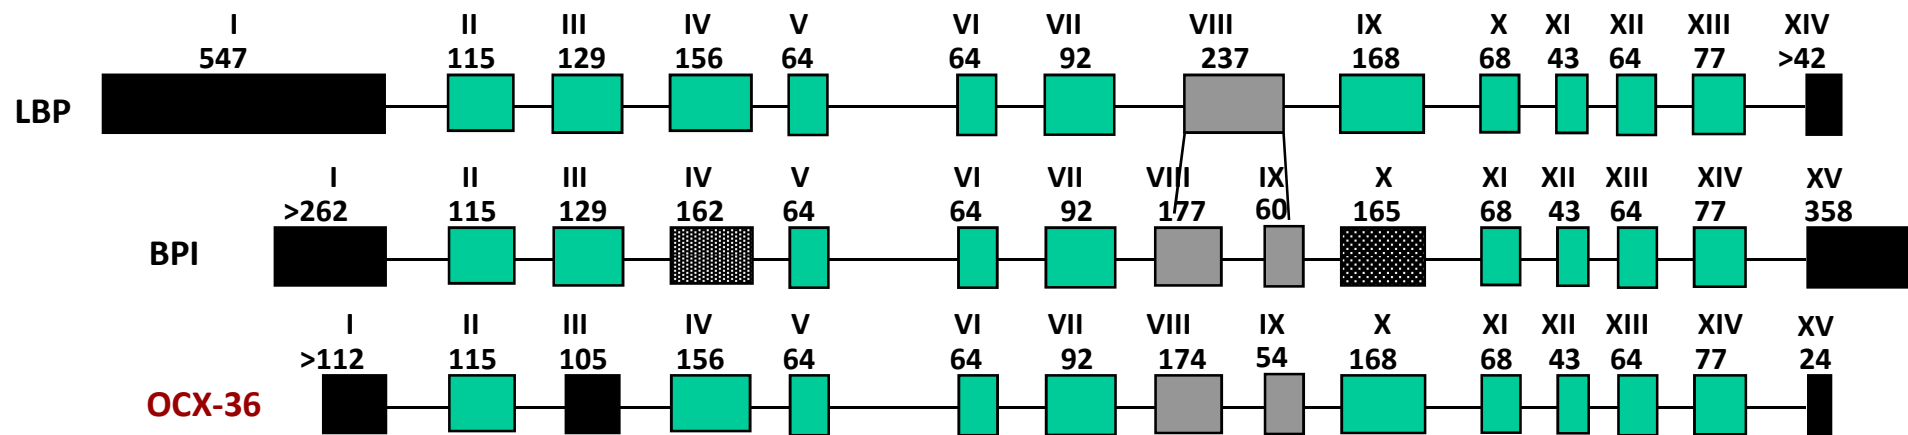 I II III IV V VI VII VIII IX X XI XII XIII XIV
547 115 129 156 64 64 92 237 168 68 43 64 77 >42
LBP
I II III IV V VI VII VIII IX X XI XII XIII XIV XV
>262 115 129 162 64 64 92 177 60 165 68 43 64 77 358
BPI
I II III IV V VI VII VIII IX X XI XII XIII XIV XV
>112 115 105 156 64 64 92 174 54 168 68 43 64 77 24
OCX-36